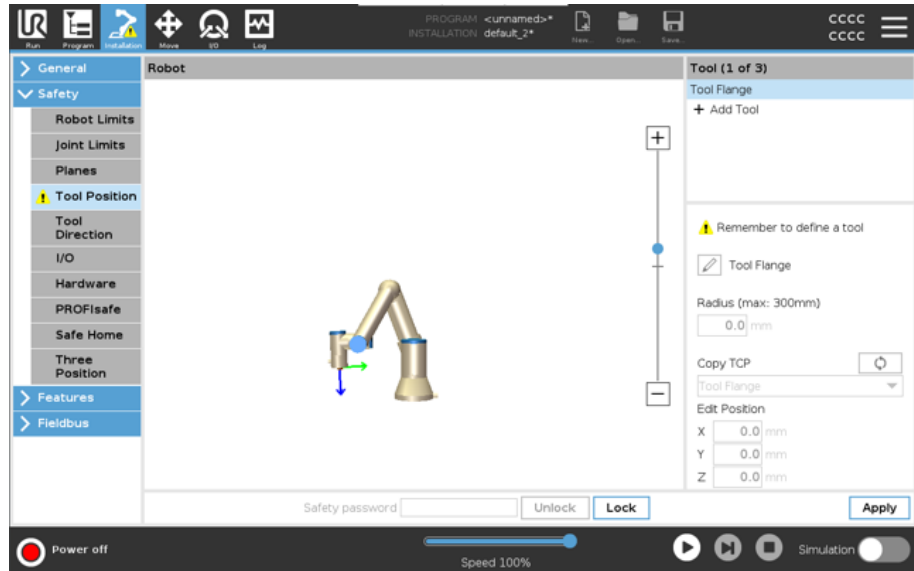 UR
PROGRAM <unnamed>*
INSTALLATION default_2*
cccc
cccc
Run Program Installation Move I/O Log New... Open... Save...
General
Safety
Robot Limits
Joint Limits
Planes
Tool Position
Tool
Direction
I/O
Hardware
PROFIsafe
Safe Home
Three
Position
Features
Fieldbus
Robot
Tool (1 of 3)
Tool Flange
+ Add Tool
Remember to define a tool
Tool Flange
Radius (max: 300mm)
0.0 mm
Copy TCP
Tool Flange
Edit Position
X 0.0 mm
Y 0.0 mm
Z 0.0 mm
Safety password Unlock Lock Apply
Power off
Speed 100%
Simulation